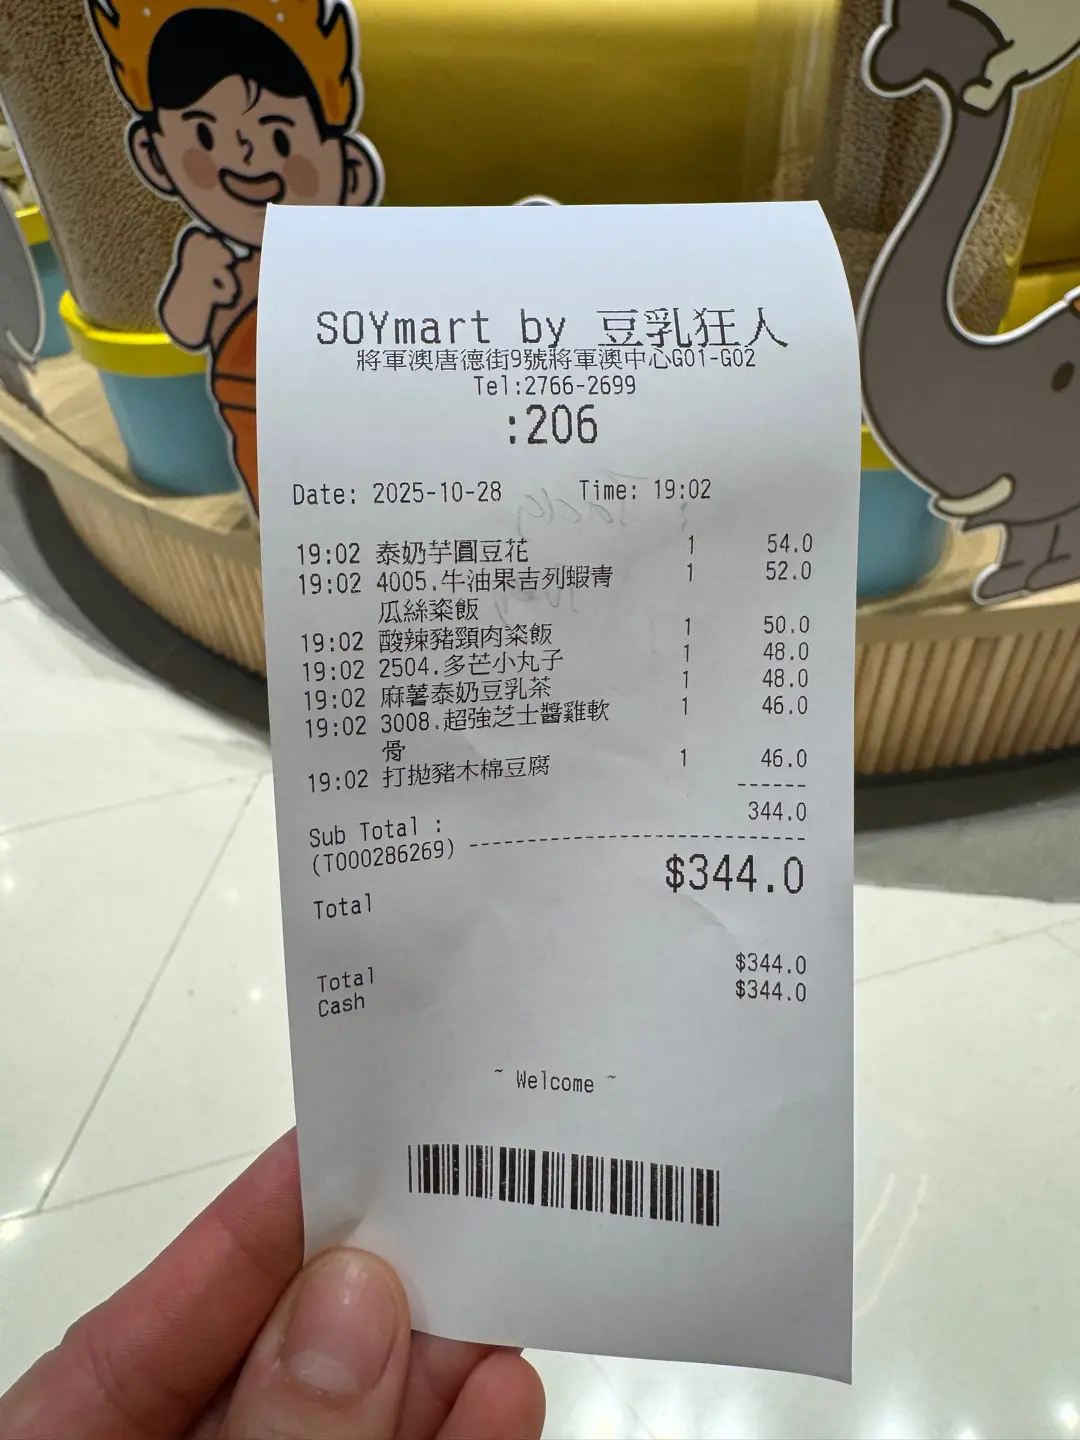 SOYmart by 豆乳狂人
將軍澳唐德街9號將軍澳中心G01-G02
Tel:2766-2699
:206
Date: 2025-10-28 Time: 19:02
19:02 泰奶芋圓豆花 1 54.0
19:02 4005.牛油果吉列蝦青 1 52.0
瓜絲粢飯
19:02 酸辣豬頸肉粢飯 1 50.0
19:02 2504.多芒小丸子 1 48.0
19:02 麻薯泰奶豆乳茶 1 48.0
19:02 3008.超強芝士醬雞軟 1 46.0
骨
19:02 打拋豬木棉豆腐 1 46.0
------
Sub Total : 344.0
(T000286269) ------------------------------
Total $344.0
Total $344.0
Cash $344.0
~ Welcome ~